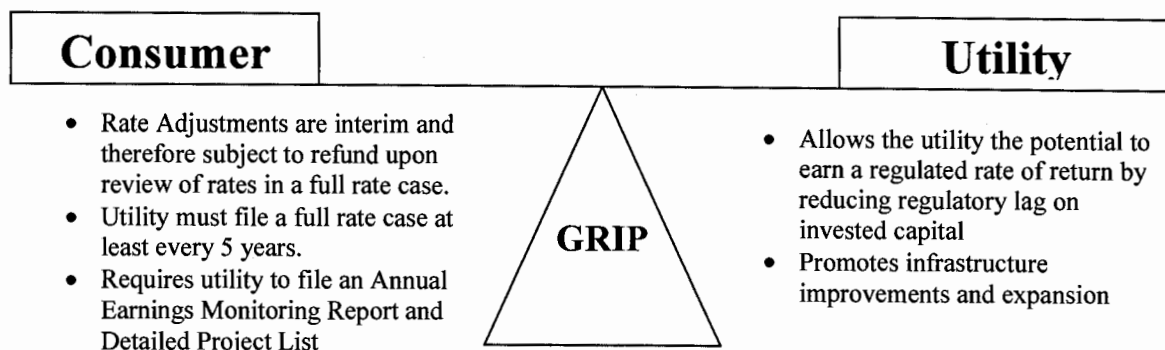 Consumer
Utility
• Rate Adjustments are interim and
therefore subject to refund upon
review of rates in a full rate case.
• Utility must file a full rate case at
least every 5 years.
• Requires utility to file an Annual
Earnings Monitoring Report and
Detailed Project List
GRIP
• Allows the utility the potential to
earn a regulated rate of return by
reducing regulatory lag on
invested capital
• Promotes infrastructure
improvements and expansion